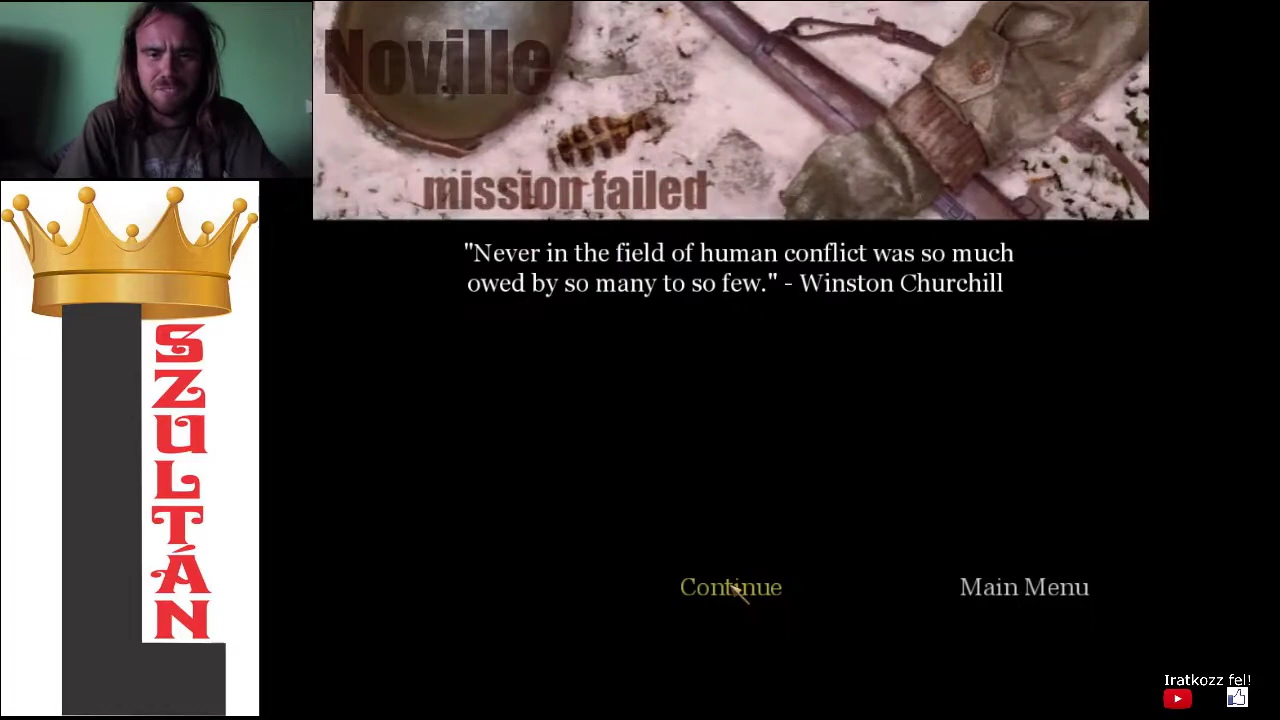 Noville
mission failed
"Never in the field of human conflict was so much
owed by so many to so few." - Winston Churchill
Continue
Main Menu
L
SZULTÁN
Iratkozz fel!